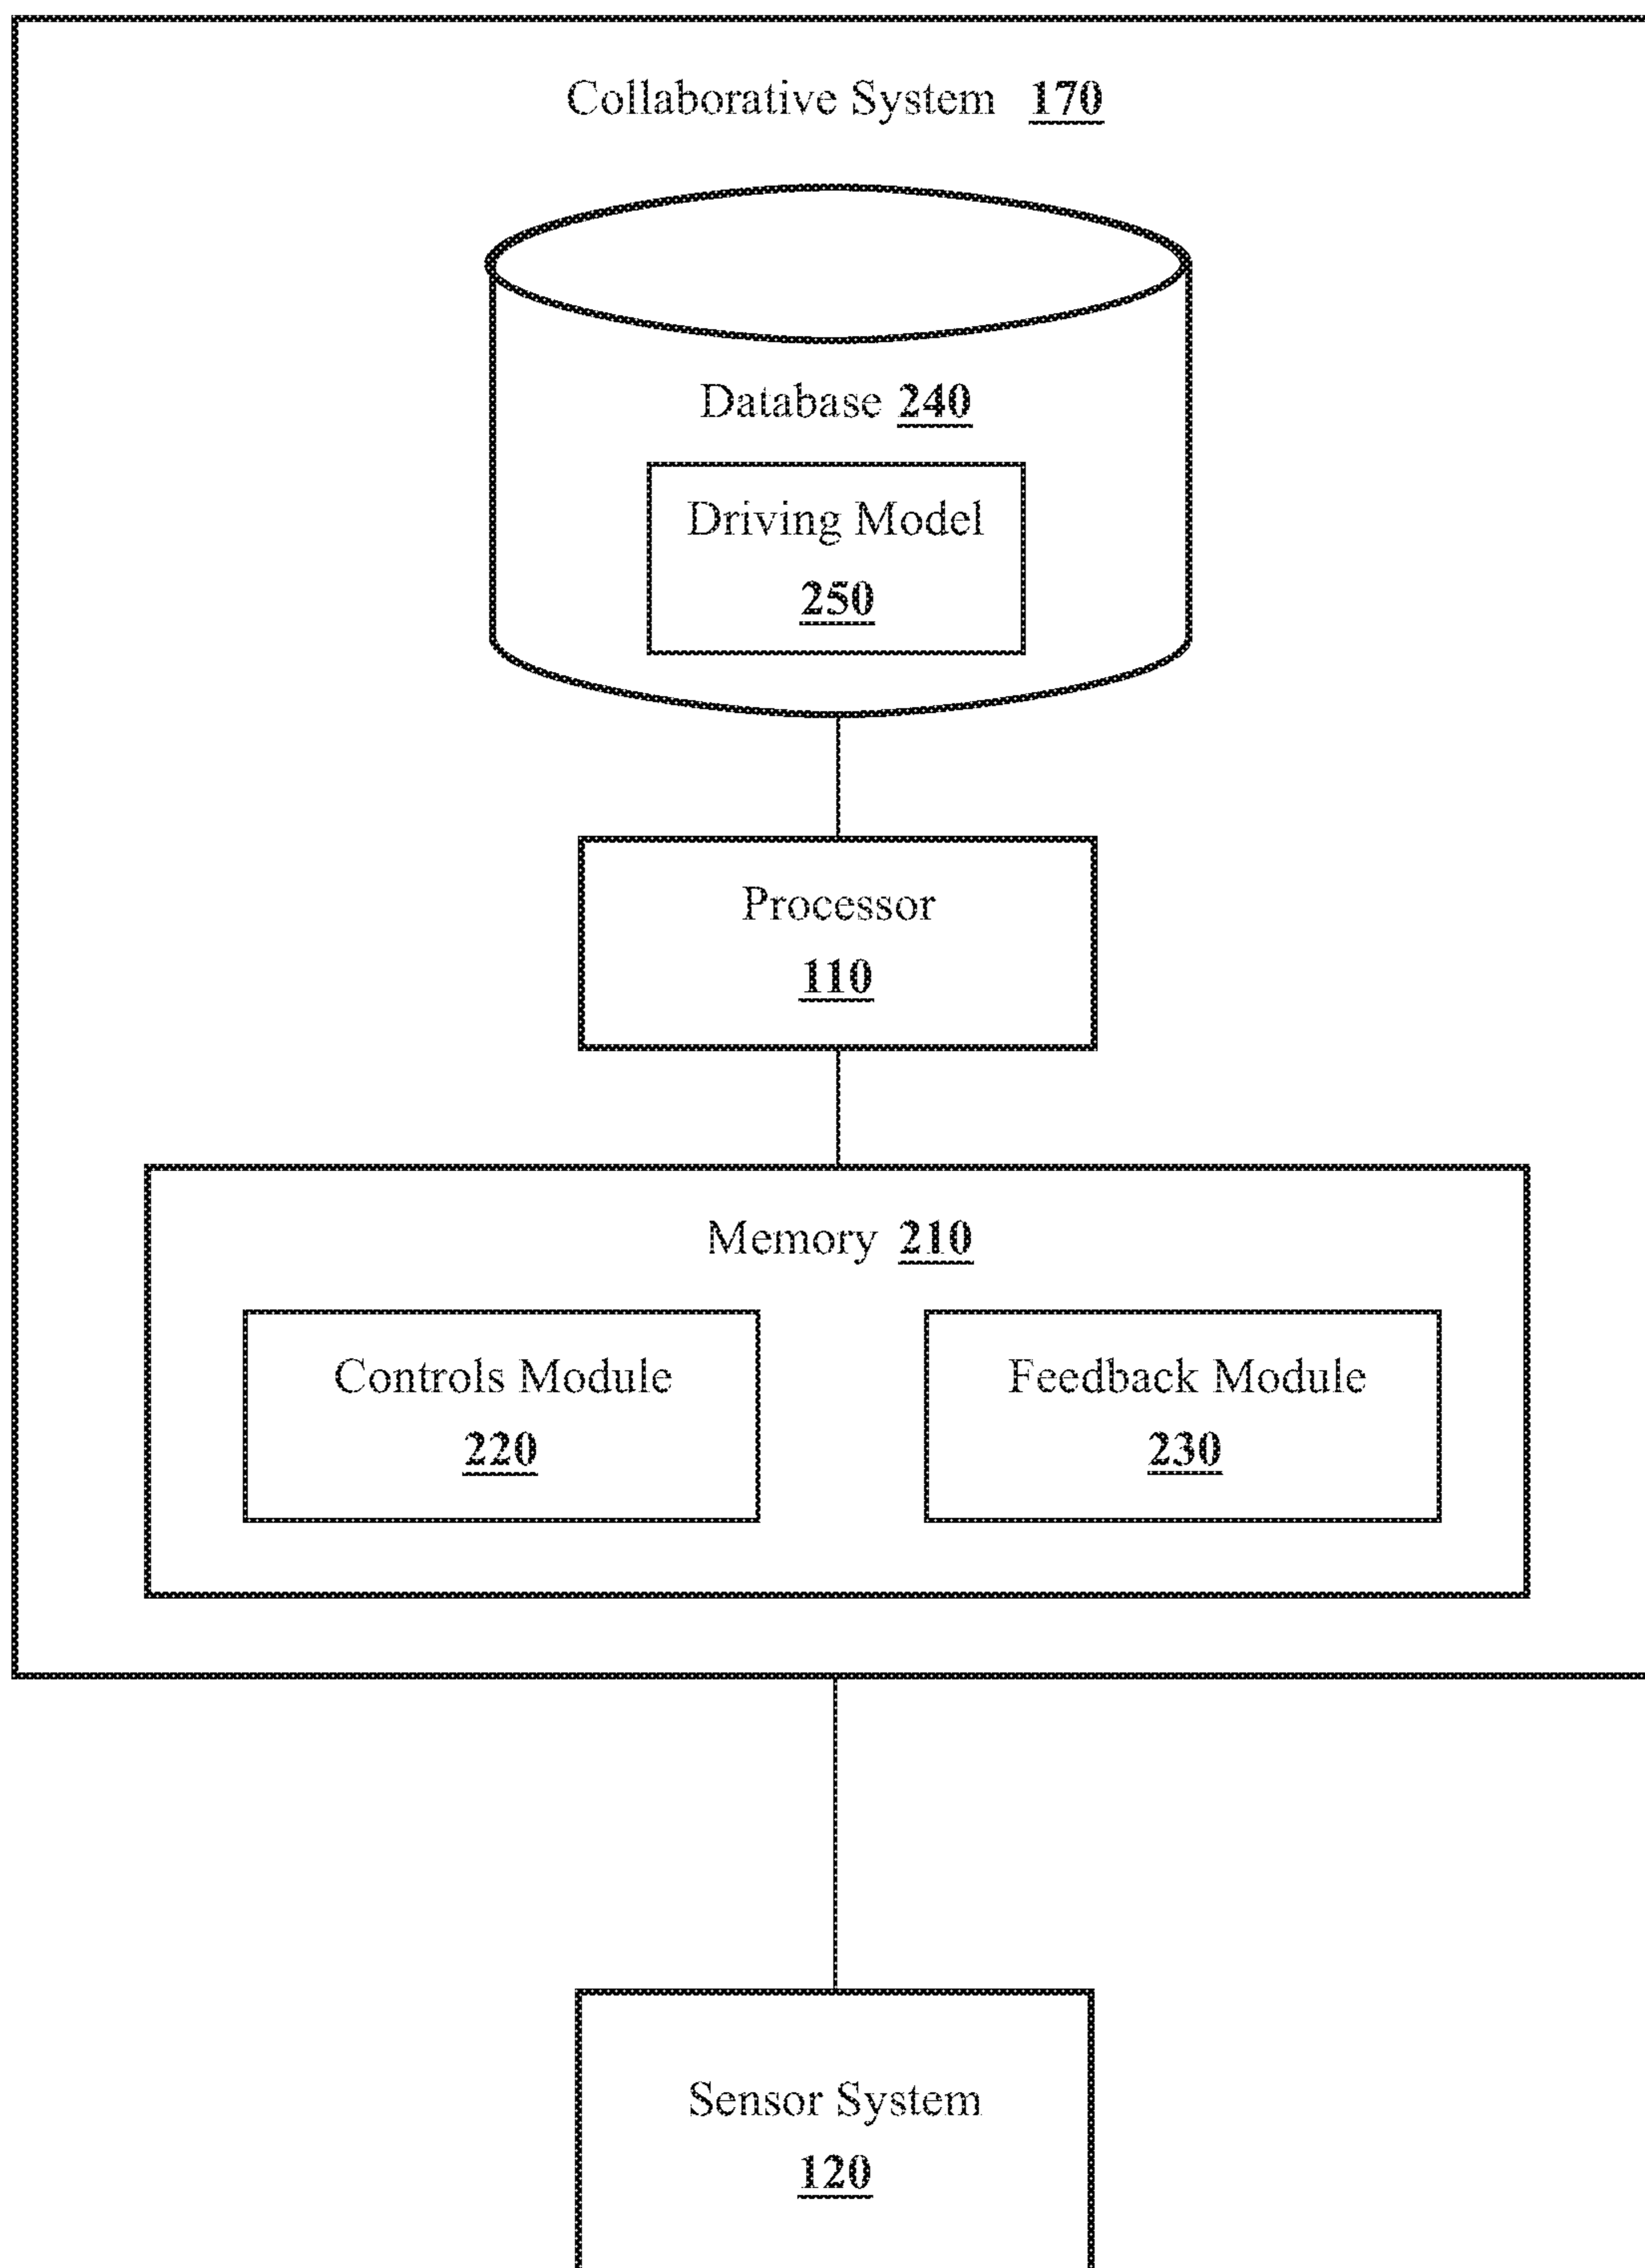 Collaborative System 170
Database 240
Driving Model
250
Processor
110
Memory 210
Controls Module
220
Feedback Module
230
Sensor System
120